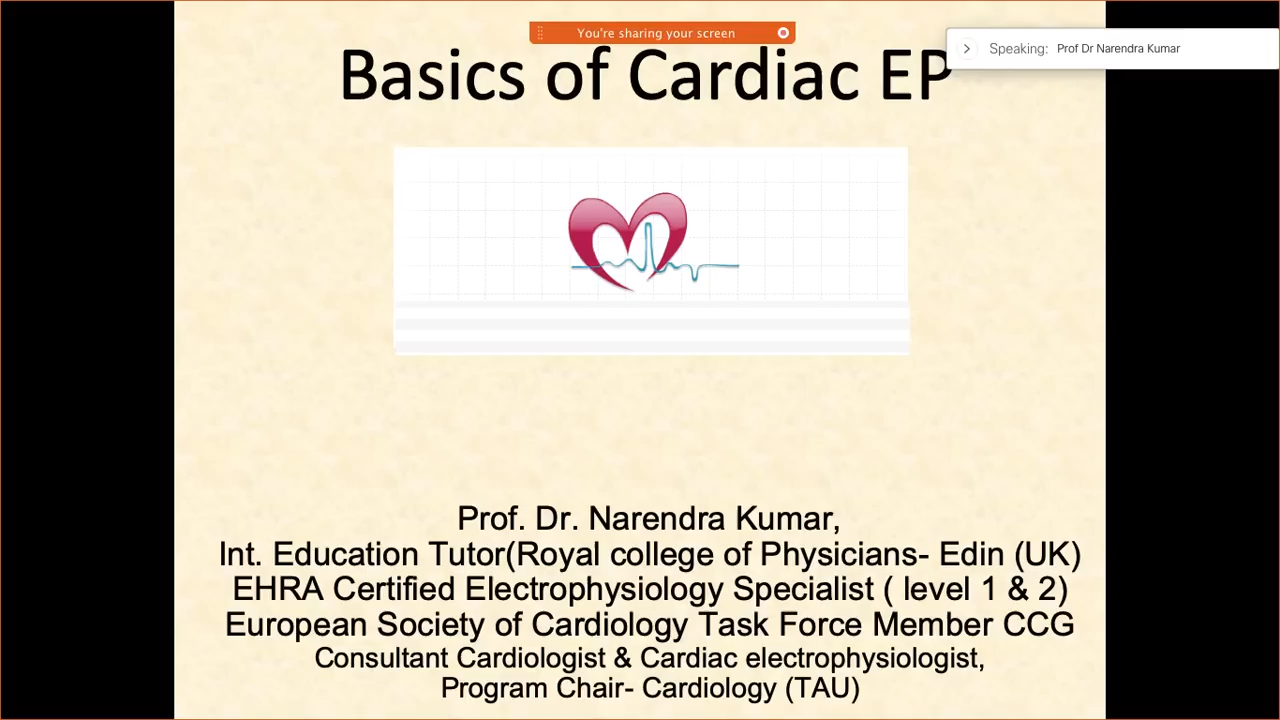 You're sharing your screen
Speaking: Prof Dr Narendra Kumar
Basics of Cardiac EP
Prof. Dr. Narendra Kumar,
Int. Education Tutor(Royal college of Physicians- Edin (UK)
EHRA Certified Electrophysiology Specialist ( level 1 & 2)
European Society of Cardiology Task Force Member CCG
Consultant Cardiologist & Cardiac electrophysiologist,
Program Chair- Cardiology (TAU)